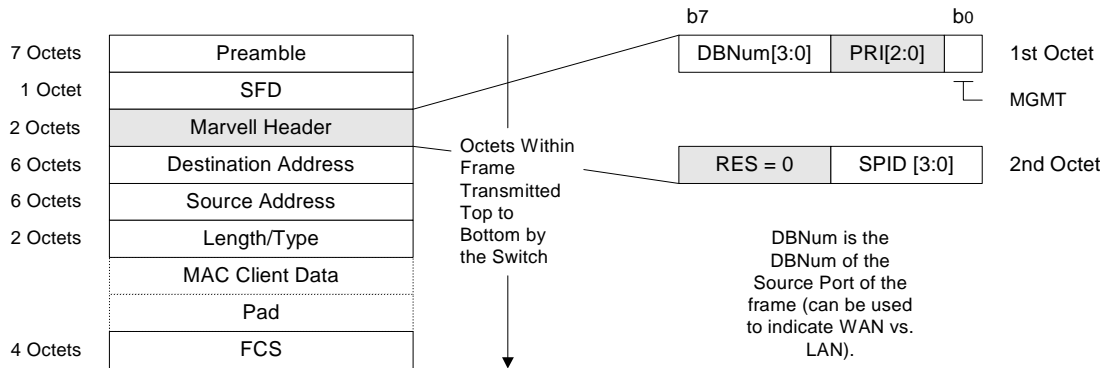 7 Octets
Preamble
1 Octet
SFD
2 Octets
Marvell Header
6 Octets
Destination Address
6 Octets
Source Address
2 Octets
Length/Type
MAC Client Data
Pad
4 Octets
FCS
Octets Within
Frame
Transmitted
Top to
Bottom by
the Switch
b7
b0
DBNum[3:0]
PRI[2:0]
1st Octet
MGMT
RES = 0
SPID [3:0]
2nd Octet
DBNum is the
DBNum of the
Source Port of the
frame (can be used
to indicate WAN vs.
LAN).